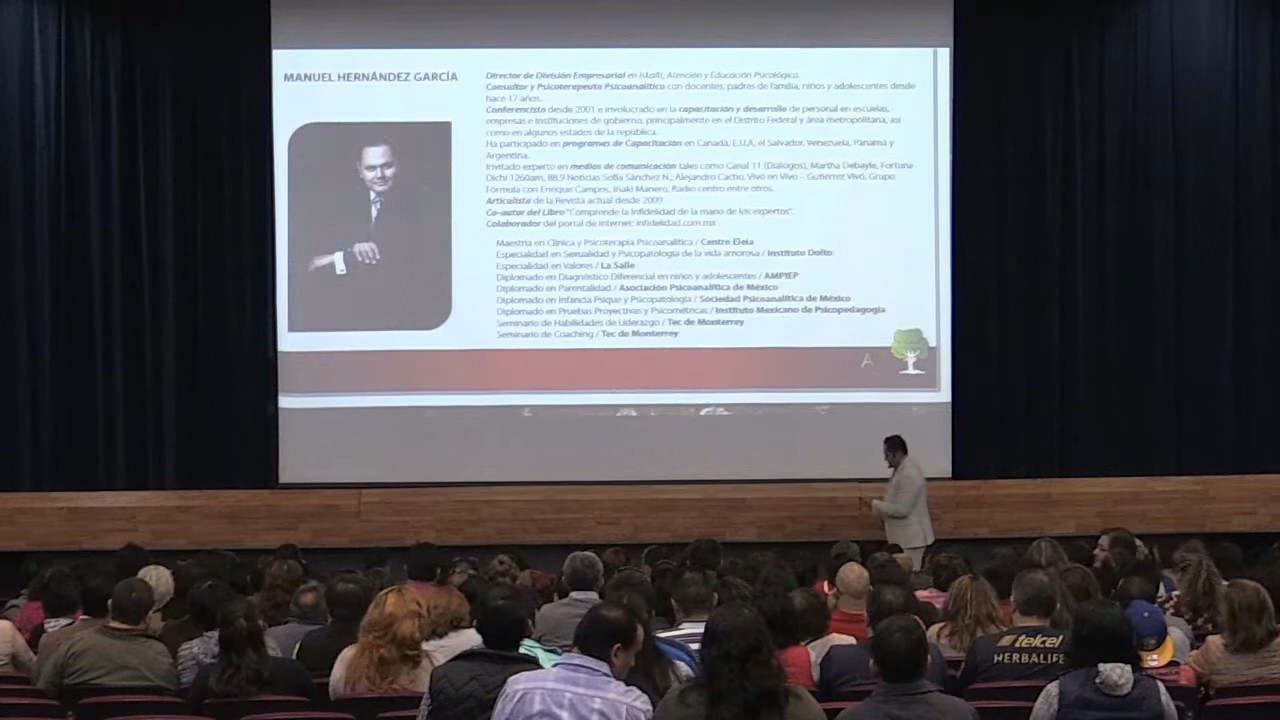 MANUEL HERNÁNDEZ GARCÍA
Director de División Empresarial en Iskalti, Atención y Educación Psicológica.
Consultor y Psicoterapeuta Psicoanalítico con docentes, padres de familia, niños y adolescentes desde
hace 17 años.
Conferencista desde 2001 e involucrado en la capacitación y desarrollo de personal en escuelas,
empresas e instituciones de gobierno, principalmente en el Distrito Federal y área metropolitana, así
como en algunos estados de la república.
Ha participado en programas de Capacitación en Canadá, E.U.A, el Salvador, Venezuela, Panamá y
Argentina.
Invitado experto en medios de comunicación tales como Canal 11 (Diálogos), Martha Debayle, Fortuna
Dichi 1260am, 88.9 Noticias Sofía Sánchez N.; Alejandro Cacho, Vivó en Vivo – Gutiérrez Vivó, Grupo
Fórmula con Enrique Campos, Iñaki Manero, Radio centro entre otros.
Articulista de la Revista actual desde 2009
Co-autor del Libro "Comprende la infidelidad de la mano de los expertos".
Colaborador del portal de internet: infidelidad.com.mx
Maestría en Clínica y Psicoterapia Psicoanalítica / Centro Eleia
Especialidad en Sexualidad y Psicopatología de la vida amorosa / Instituto Dolto
Especialidad en Valores / La Salle
Diplomado en Diagnóstico Diferencial en niños y adolescentes / AMPIEP
Diplomado en Parentalidad / Asociación Psicoanalítica de México
Diplomado en Infancia Psique y Psicopatología / Sociedad Psicoanalítica de México
Diplomado en Pruebas Proyectivas y Psicométricas / Instituto Mexicano de Psicopedagogía
Seminario de Habilidades de Liderazgo / Tec de Monterrey
Seminario de Coaching / Tec de Monterrey
A
telcel
HERBALIFE